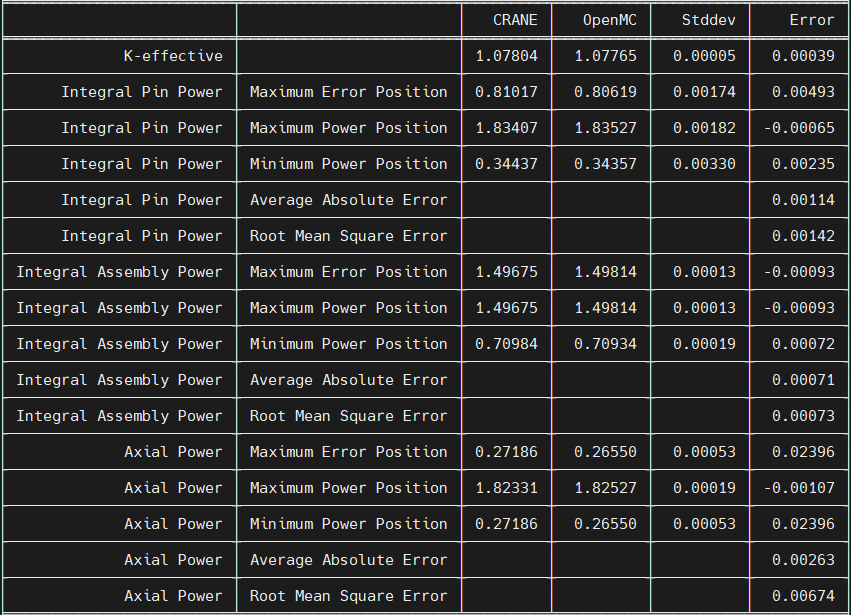 CRANE OpenMC Stddev Error
K-effective 1.07804 1.07765 0.00005 0.00039
Integral Pin Power Maximum Error Position 0.81017 0.80619 0.00174 0.00493
Integral Pin Power Maximum Power Position 1.83407 1.83527 0.00182 -0.00065
Integral Pin Power Minimum Power Position 0.34437 0.34357 0.00330 0.00235
Integral Pin Power Average Absolute Error 0.00114
Integral Pin Power Root Mean Square Error 0.00142
Integral Assembly Power Maximum Error Position 1.49675 1.49814 0.00013 -0.00093
Integral Assembly Power Maximum Power Position 1.49675 1.49814 0.00013 -0.00093
Integral Assembly Power Minimum Power Position 0.70984 0.70934 0.00019 0.00072
Integral Assembly Power Average Absolute Error 0.00071
Integral Assembly Power Root Mean Square Error 0.00073
Axial Power Maximum Error Position 0.27186 0.26550 0.00053 0.02396
Axial Power Maximum Power Position 1.82331 1.82527 0.00019 -0.00107
Axial Power Minimum Power Position 0.27186 0.26550 0.00053 0.02396
Axial Power Average Absolute Error 0.00263
Axial Power Root Mean Square Error 0.00674